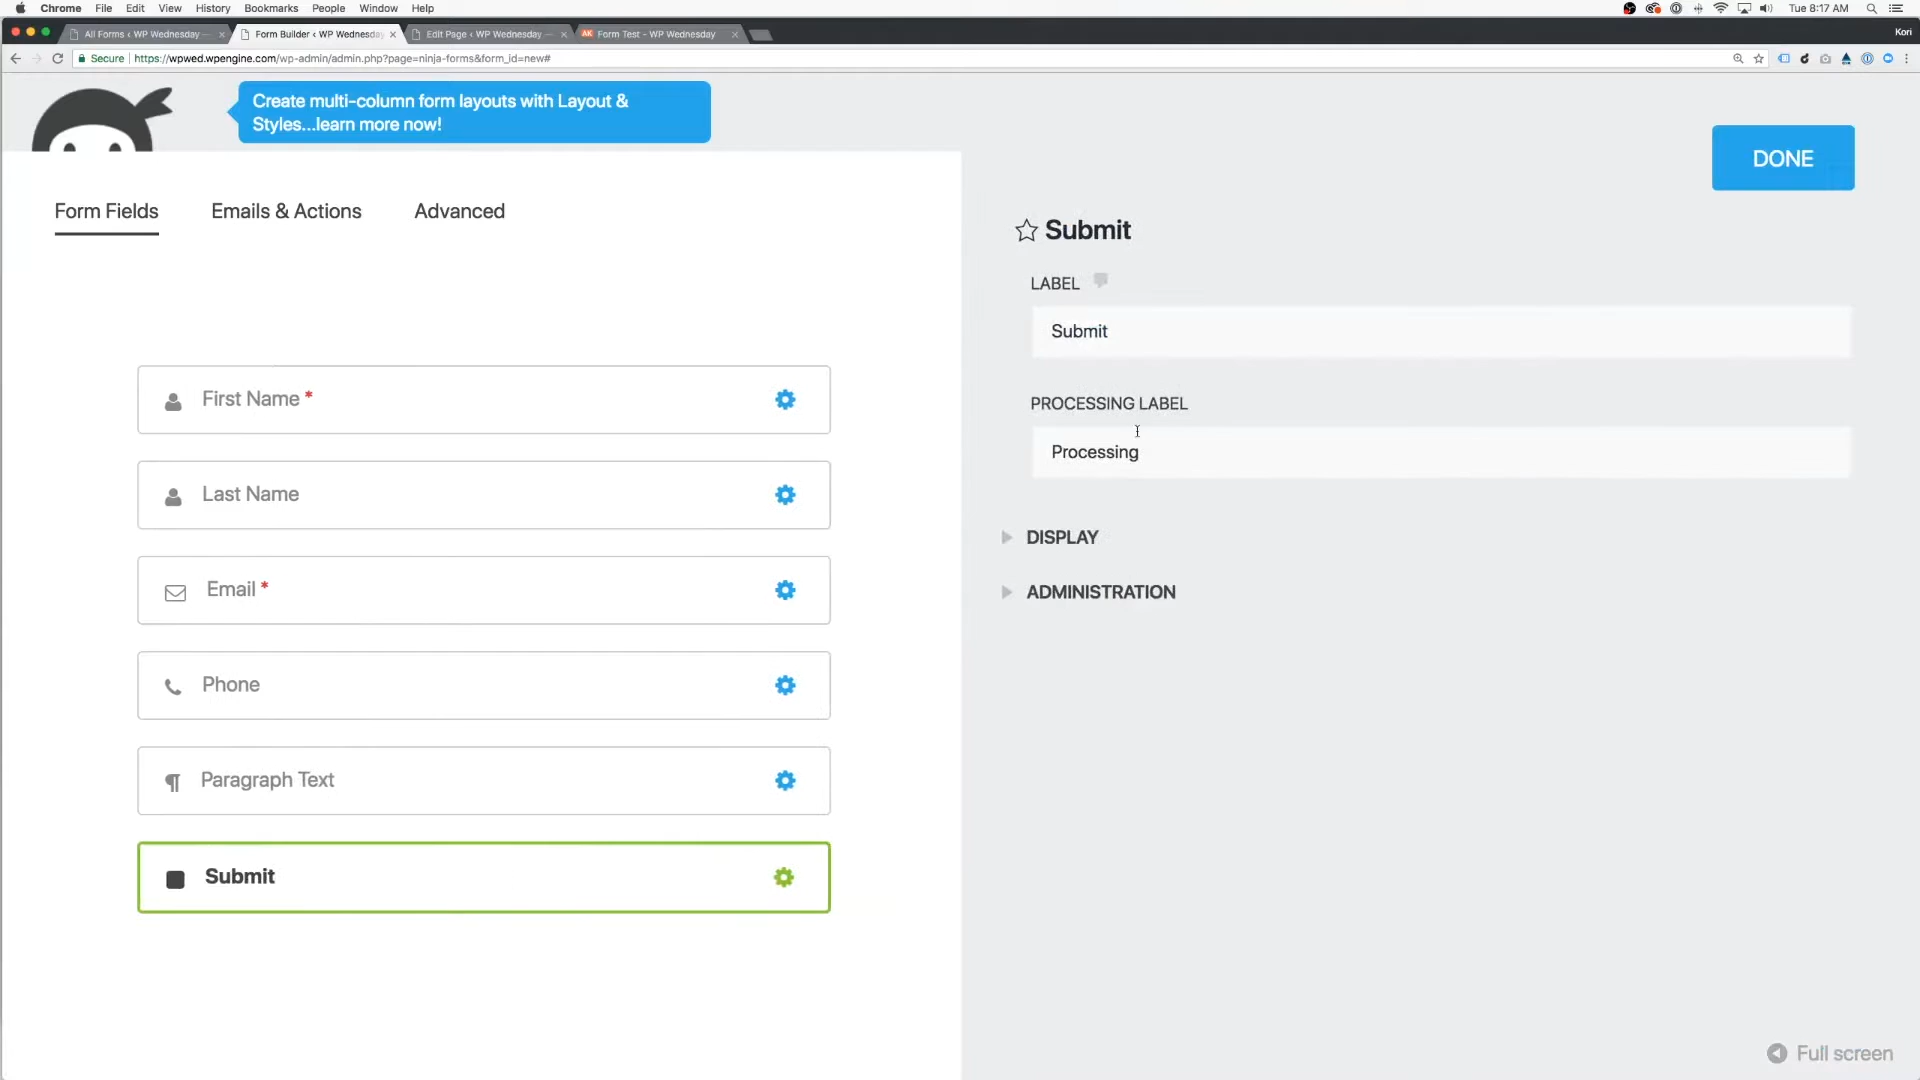 Chrome File Edit View History Bookmarks People Window Help
Tue 8:17 AM
All Forms ‹ WP Wednesday
Form Builder ‹ WP Wednesday
Edit Page ‹ WP Wednesday —
AK Form Test - WP Wednesday
Kori
Secure https://wpwed.wpengine.com/wp-admin/admin.php?page=ninja-forms&form_id=new#
Create multi-column form layouts with Layout &
Styles...learn more now!
DONE
Form Fields Emails & Actions Advanced
Submit
LABEL
Submit
PROCESSING LABEL
Processing
DISPLAY
ADMINISTRATION
First Name *
Last Name
Email *
Phone
Paragraph Text
Submit
Full screen